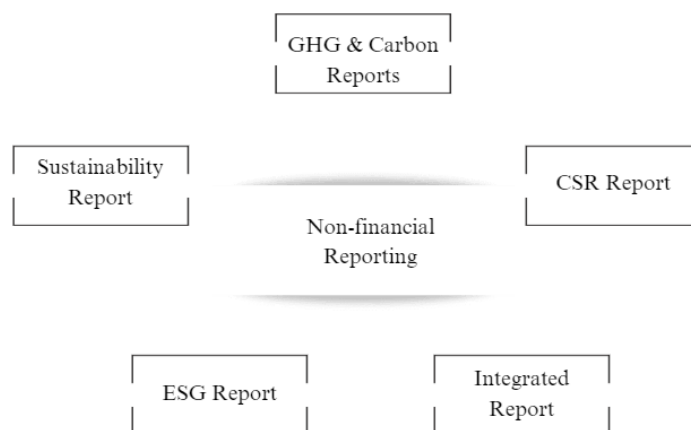 GHG & Carbon
Reports
Sustainability
Report
CSR Report
Non-financial
Reporting
ESG Report
Integrated
Report